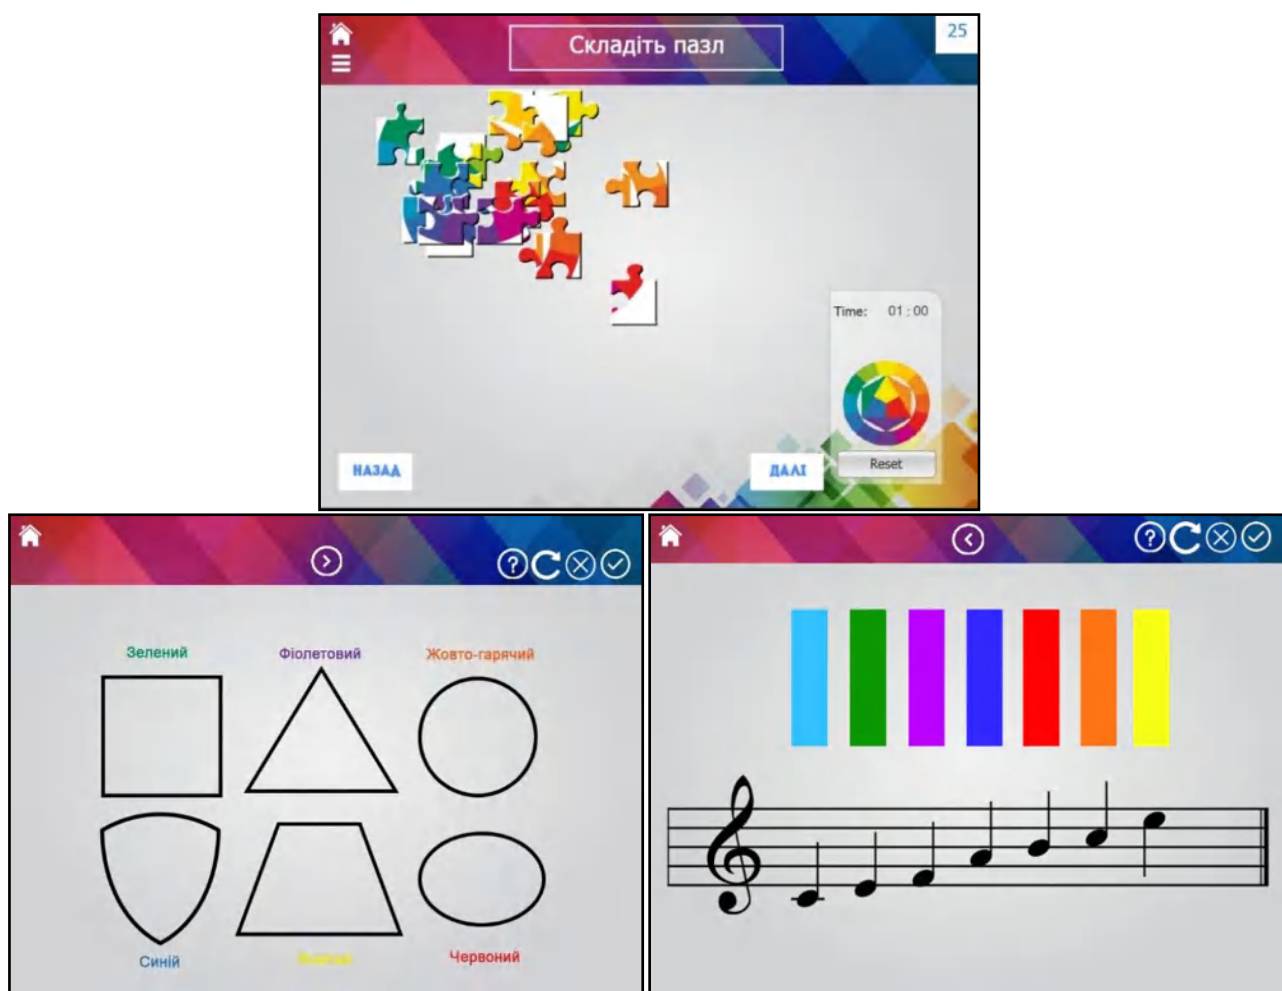 Складіть пазл
25
Time: 01 : 00
Reset
НАЗАД
ДАЛІ
Зелений
Фіолетовий
Жовто-гарячий
Синій
Червоний